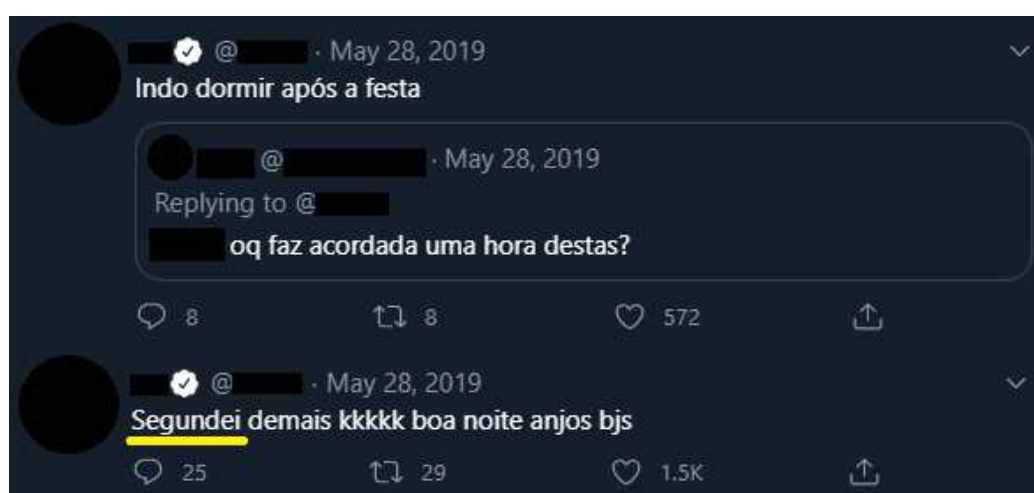 @ · May 28, 2019
Indo dormir após a festa
@ · May 28, 2019
Replying to @
oq faz acordada uma hora destas?
8 8 572
@ · May 28, 2019
Segundei demais kkkkk boa noite anjos bjs
25 29 1.5K